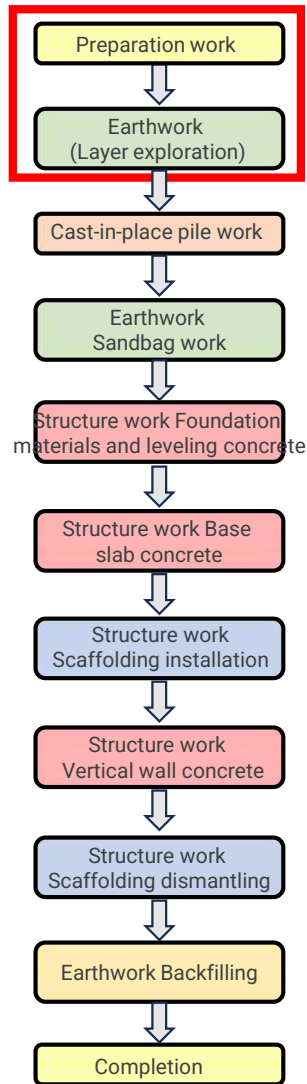 Preparation work
Earthwork
(Layer exploration)
Cast-in-place pile work
Earthwork
Sandbag work
Structure work Foundation
materials and leveling concrete
Structure work Base
slab concrete
Structure work
Scaffolding installation
Structure work
Vertical wall concrete
Structure work
Scaffolding dismantling
Earthwork Backfilling
Completion